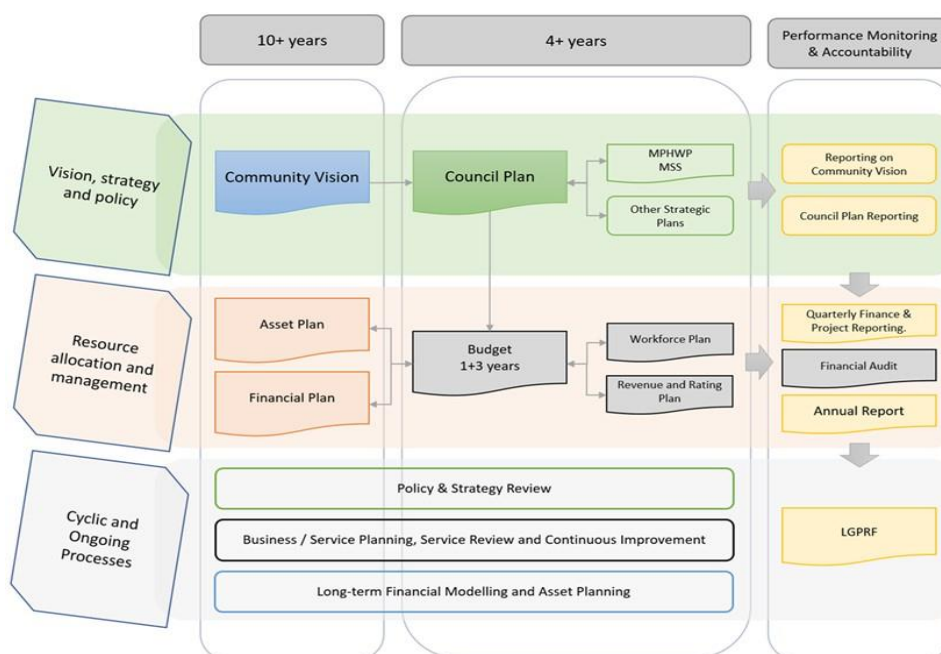 10+ years
4+ years
Performance Monitoring
& Accountability
Vision, strategy
and policy
Community Vision
Council Plan
MPHWP
MSS
Other Strategic
Plans
Reporting on
Community Vision
Council Plan Reporting
Resource
allocation and
management
Asset Plan
Financial Plan
Budget
1+3 years
Workforce Plan
Revenue and Rating
Plan
Quarterly Finance &
Project Reporting.
Financial Audit
Annual Report
Cyclic and
Ongoing
Processes
Policy & Strategy Review
Business / Service Planning, Service Review and Continuous Improvement
Long-term Financial Modelling and Asset Planning
LGPRF